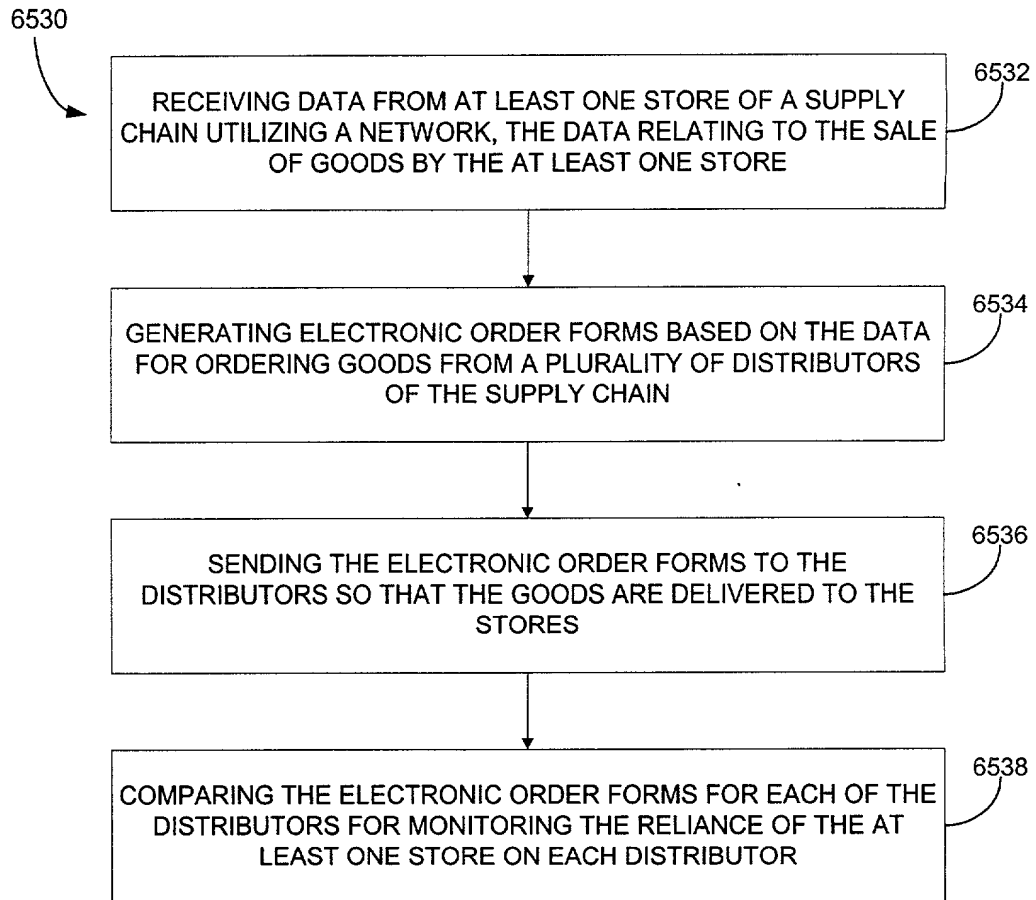 6530
6532
RECEIVING DATA FROM AT LEAST ONE STORE OF A SUPPLY
CHAIN UTILIZING A NETWORK, THE DATA RELATING TO THE SALE
OF GOODS BY THE AT LEAST ONE STORE
6534
GENERATING ELECTRONIC ORDER FORMS BASED ON THE DATA
FOR ORDERING GOODS FROM A PLURALITY OF DISTRIBUTORS
OF THE SUPPLY CHAIN
6536
SENDING THE ELECTRONIC ORDER FORMS TO THE
DISTRIBUTORS SO THAT THE GOODS ARE DELIVERED TO THE
STORES
6538
COMPARING THE ELECTRONIC ORDER FORMS FOR EACH OF THE
DISTRIBUTORS FOR MONITORING THE RELIANCE OF THE AT
LEAST ONE STORE ON EACH DISTRIBUTOR